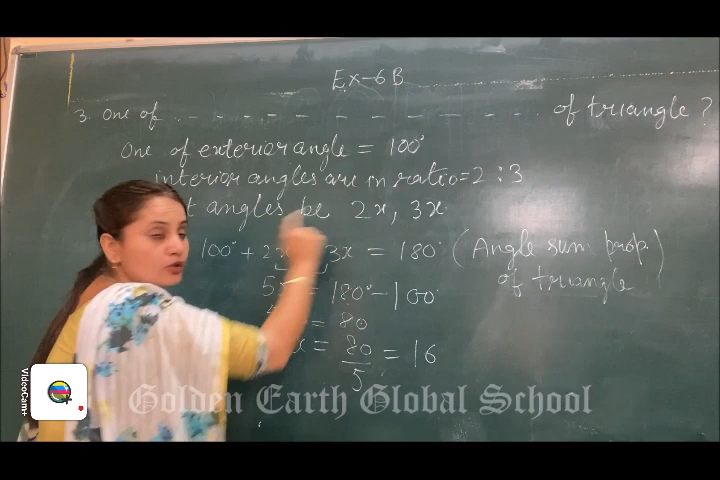 Ex-6B
3. One of - - - - - - - - - - - - of triangle ?
One of exterior angle = 100°
interior angles are in ratio = 2 : 3
angles be 2x, 3x.
100° + 2x 3x = 180° ( Angle sum prop. of triangle )
5 = 180° - 100°
= 80
x = 80/5 = 16
Golden Earth Global School
VideoCam+